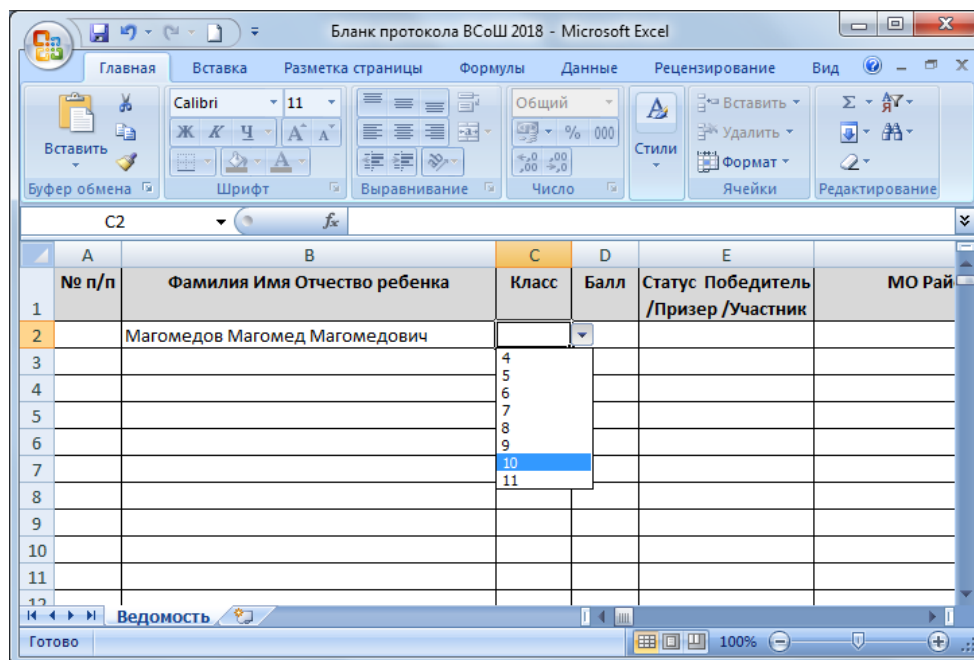 Бланк протокола ВСоШ 2018 - Microsoft Excel
Главная Вставка Разметка страницы Формулы Данные Рецензирование Вид
Calibri 11 Общий Вставить
Ж К Ч % 000 Удалить
Вставить Стили Формат
Буфер обмена Шрифт Выравнивание Число Ячейки Редактирование
C2 fx
A B C D E
№ п/п Фамилия Имя Отчество ребенка Класс Балл Статус Победитель МО Рай
1 /Призер /Участник
2 Магомедов Магомед Магомедович
3 4
5
4 6
7
5 8
6 9
7 10
11
8
9
10
11
12
Ведомость
Готово 100%